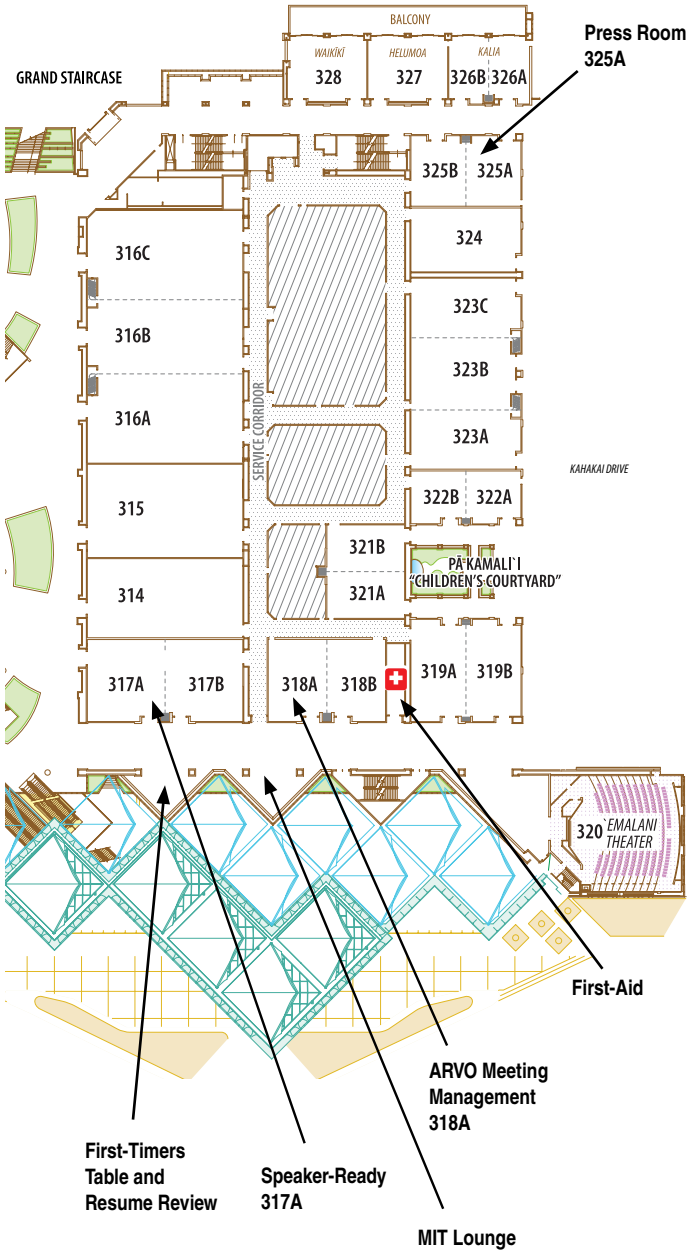 BALCONY
Press Room
325A
WAIKĪKĪ
328
HELUMOA
327
KALIA
326B
326A
GRAND STAIRCASE
325B
325A
324
316C
323C
316B
323B
316A
323A
SERVICE CORRIDOR
KAHAKAI DRIVE
322B
322A
315
321B
PĀ KAMALI`I
"CHILDREN'S COURTYARD"
321A
314
317A
317B
318A
318B
319A
319B
320
`EMALANI
THEATER
First-Aid
ARVO Meeting
Management
318A
First-Timers
Table and
Resume Review
Speaker-Ready
317A
MIT Lounge